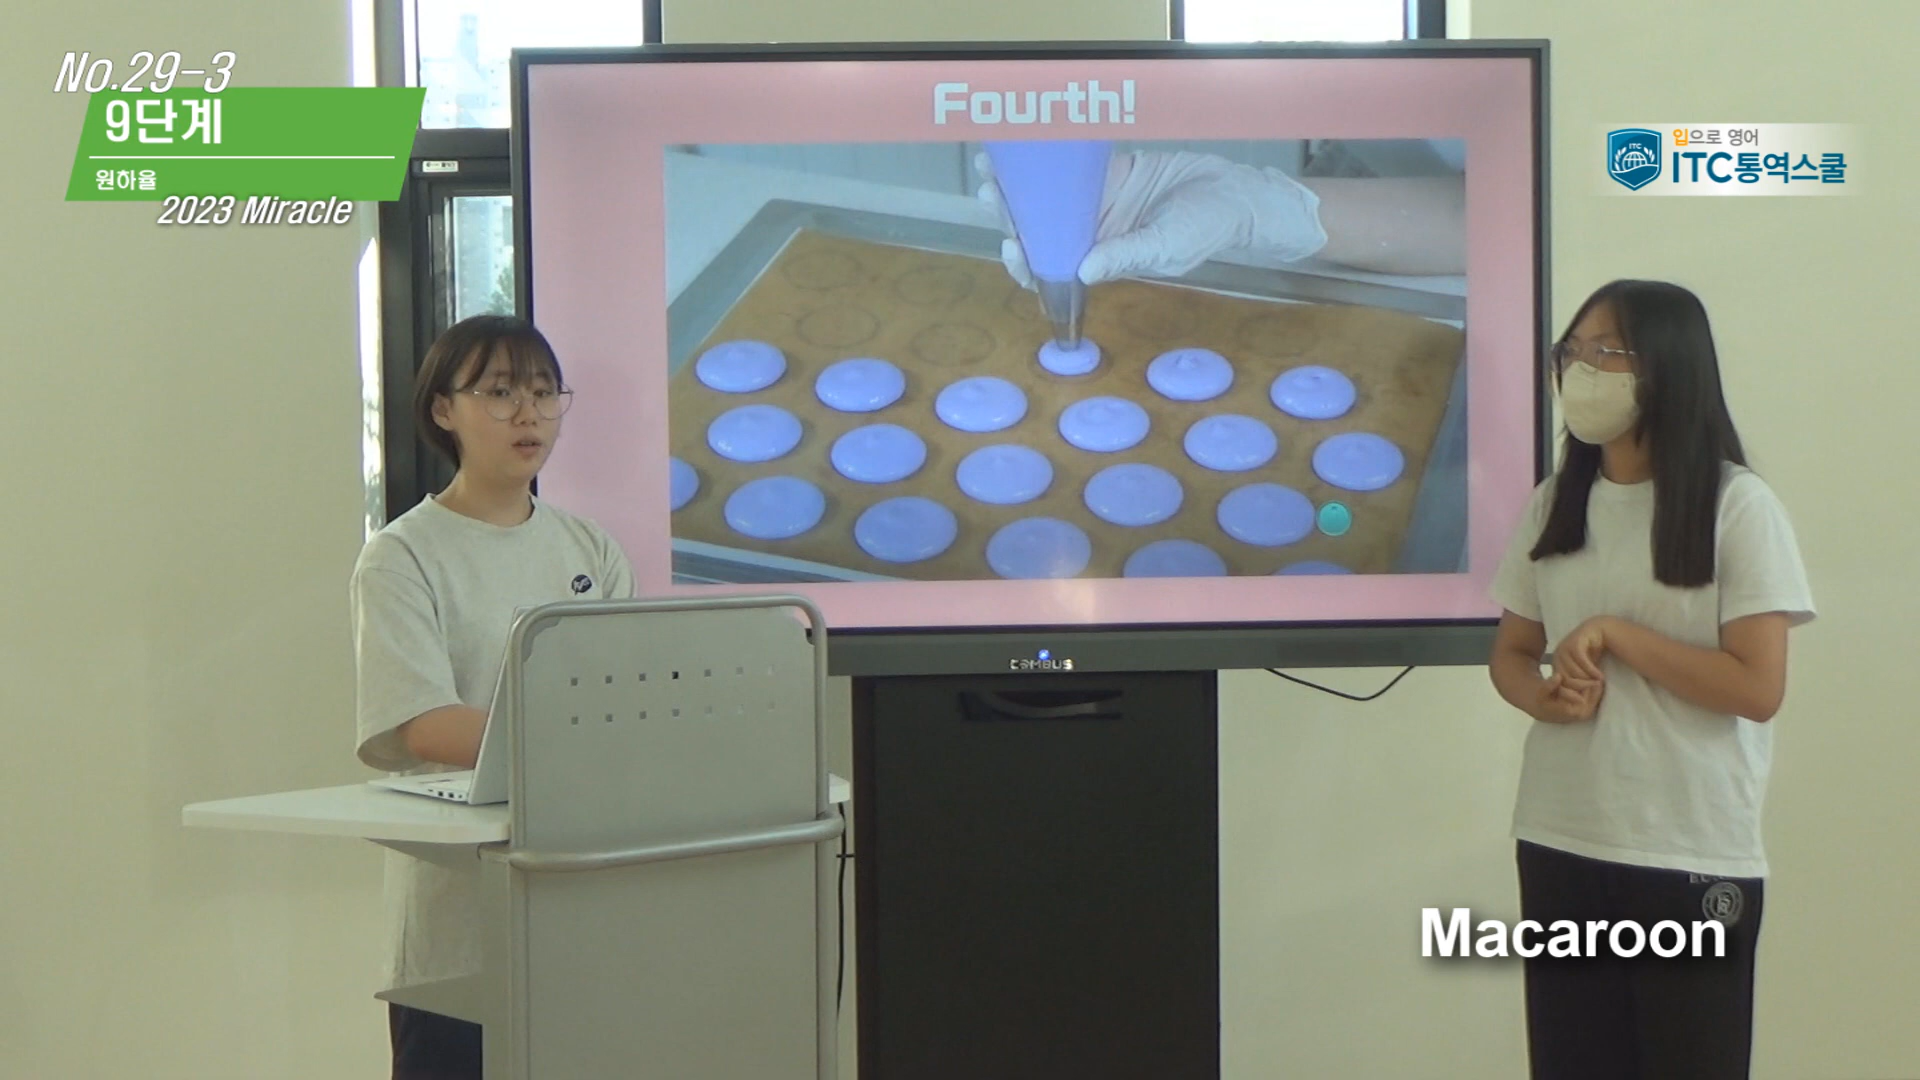 No.29-3
9단계
원하율
2023 Miracle
Fourth!
입으로 영어
ITC
ITC통역스쿨
COMBUS
Macaroon